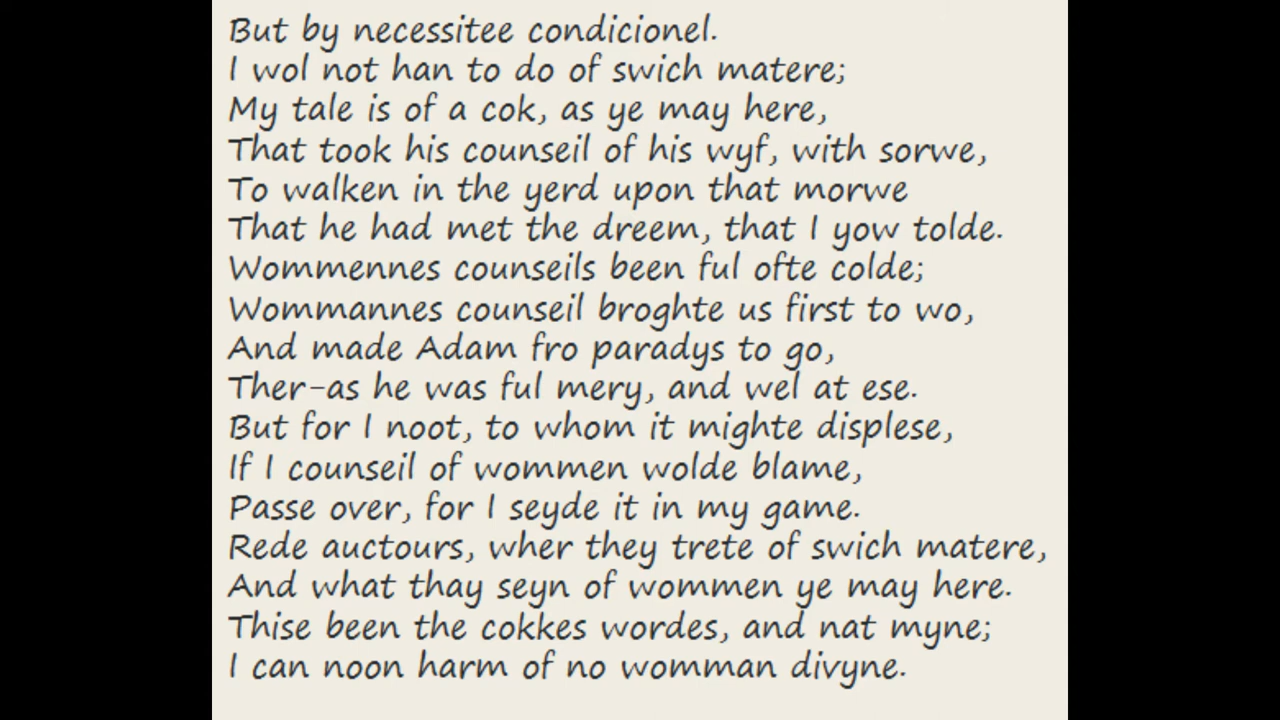 But by necessitee condicionel.
I wol not han to do of swich matere;
My tale is of a cok, as ye may here,
That took his counseil of his wyf, with sorwe,
To walken in the yerd upon that morwe
That he had met the dreem, that I yow tolde.
Wommennes counseils been ful ofte colde;
Wommannes counseil broghte us first to wo,
And made Adam fro paradys to go,
Ther-as he was ful mery, and wel at ese.
But for I noot, to whom it mighte displese,
If I counseil of wommen wolde blame,
Passe over, for I seyde it in my game.
Rede auctours, wher they trete of swich matere,
And what thay seyn of wommen ye may here.
Thise been the cokkes wordes, and nat myne;
I can noon harm of no womman divyne.